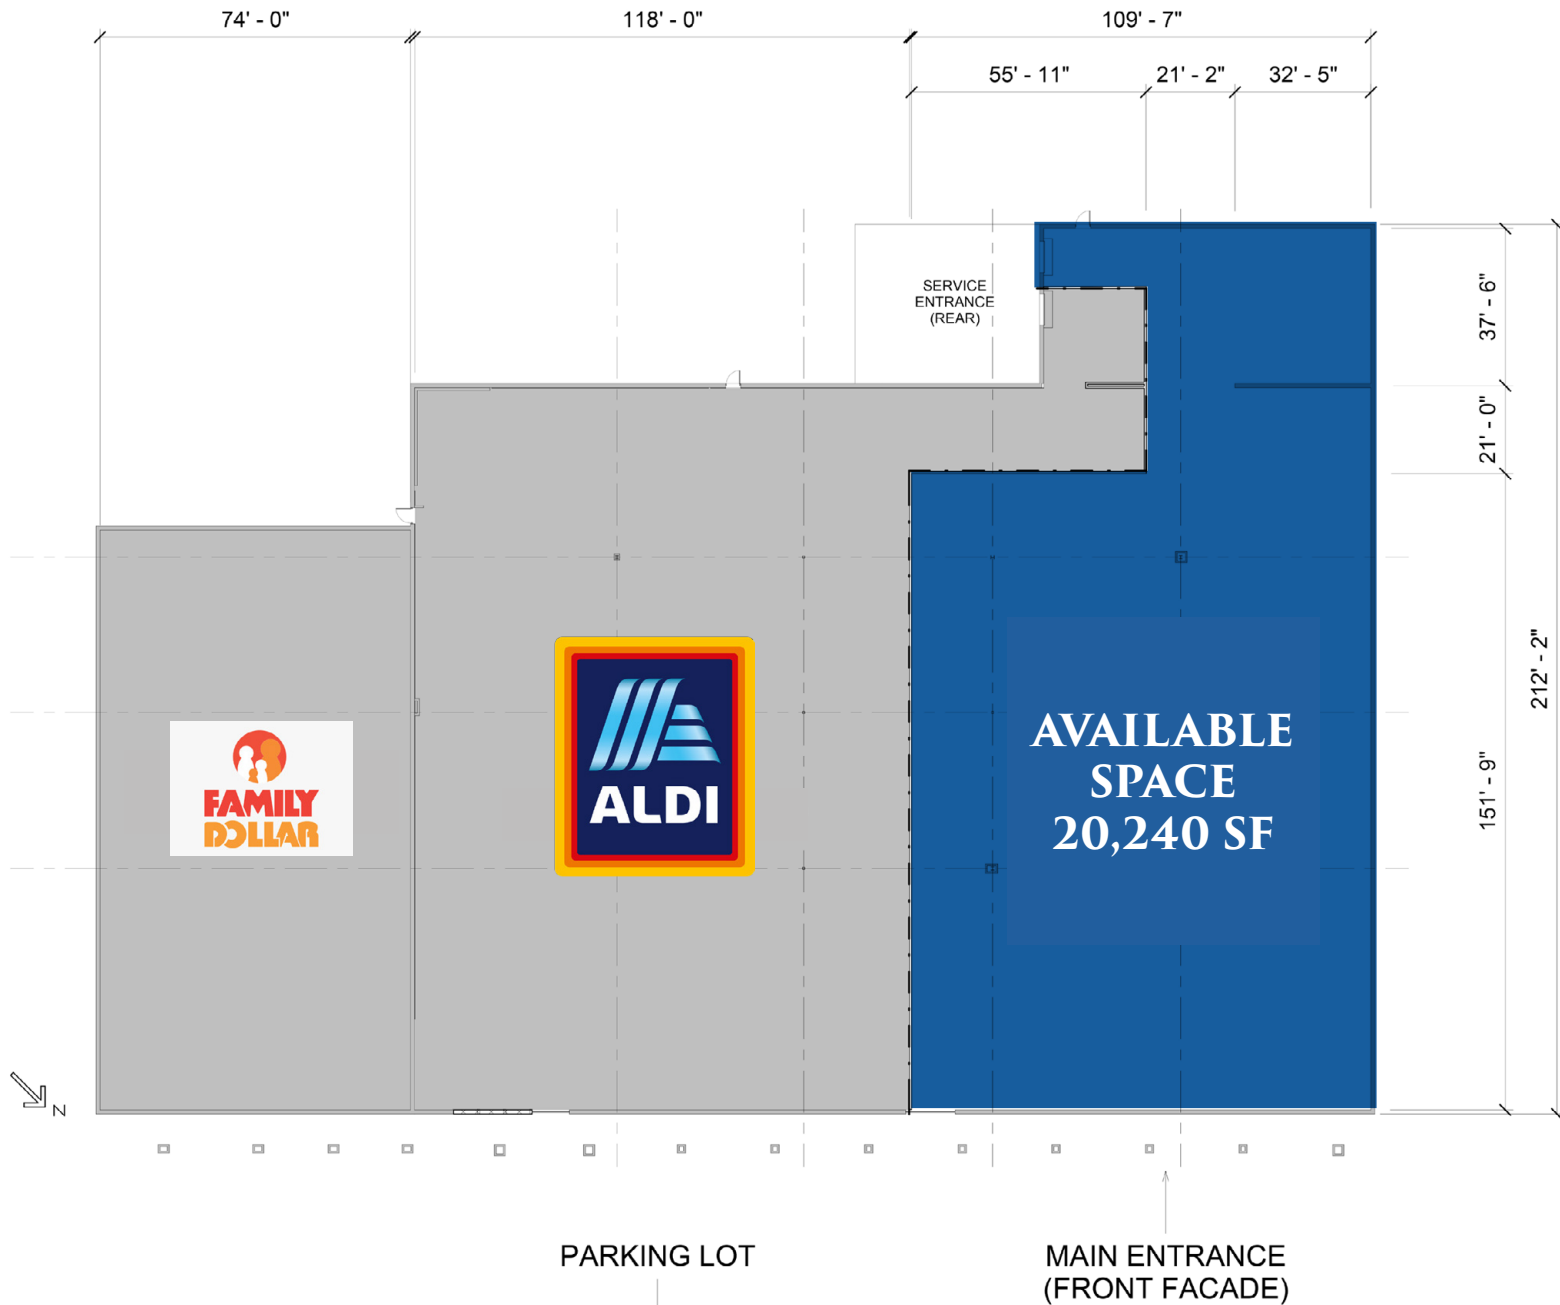 74' - 0"
118' - 0"
109' - 7"
55' - 11"
21' - 2"
32' - 5"
SERVICE
ENTRANCE
(REAR)
37' - 6"
21' - 0"
151' - 9"
212' - 2"
FAMILY
DOLLAR
ALDI
AVAILABLE
SPACE
20,240 SF
N
PARKING LOT
MAIN ENTRANCE
(FRONT FACADE)